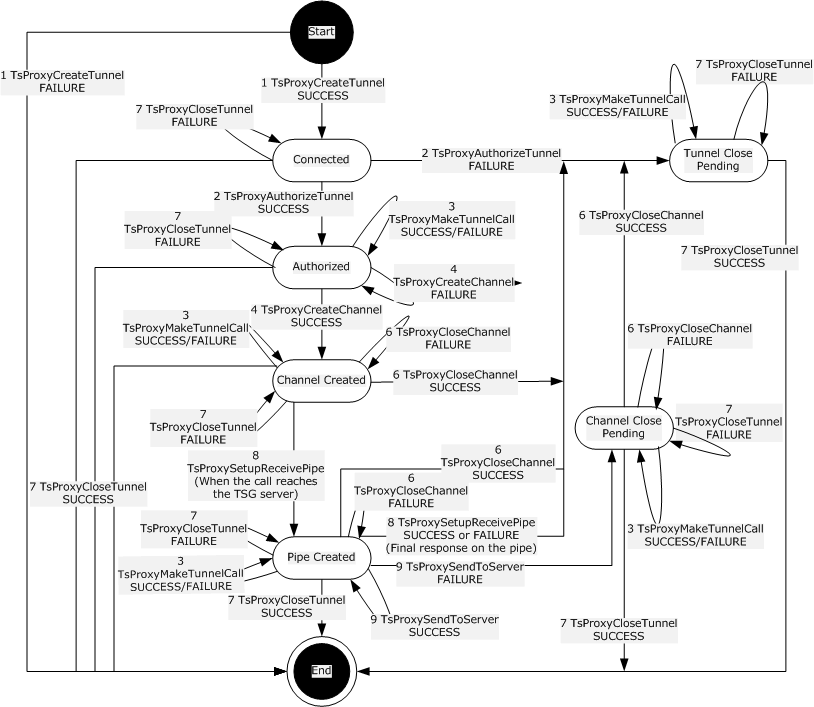 Start
1 TsProxyCreateTunnel
FAILURE
1 TsProxyCreateTunnel
SUCCESS
7 TsProxyCloseTunnel
FAILURE
3 TsProxyMakeTunnelCall
SUCCESS/FAILURE
7 TsProxyCloseTunnel
FAILURE
Connected
2 TsProxyAuthorizeTunnel
FAILURE
Tunnel Close
Pending
2 TsProxyAuthorizeTunnel
SUCCESS
7
TsProxyCloseTunnel
FAILURE
3
TsProxyMakeTunnelCall
SUCCESS/FAILURE
6 TsProxyCloseChannel
SUCCESS
7 TsProxyCloseTunnel
SUCCESS
Authorized
4
TsProxyCreateChannel
FAILURE
4 TsProxyCreateChannel
SUCCESS
3
TsProxyMakeTunnelCall
SUCCESS/FAILURE
6 TsProxyCloseChannel
FAILURE
6 TsProxyCloseChannel
FAILURE
Channel Created
6 TsProxyCloseChannel
SUCCESS
7
TsProxyCloseTunnel
FAILURE
Channel Close
Pending
7
TsProxyCloseTunnel
FAILURE
8
TsProxySetupReceivePipe
(When the call reaches
the TSG server)
6
TsProxyCloseChannel
SUCCESS
6
TsProxyCloseChannel
FAILURE
7 TsProxyCloseTunnel
SUCCESS
7
TsProxyCloseTunnel
FAILURE
8 TsProxySetupReceivePipe
SUCCESS or FAILURE
(Final response on the pipe)
3 TsProxyMakeTunnelCall
SUCCESS/FAILURE
Pipe Created
3
TsProxyMakeTunnelCall
SUCCESS/FAILURE
9 TsProxySendToServer
FAILURE
7 TsProxyCloseTunnel
SUCCESS
9 TsProxySendToServer
SUCCESS
7 TsProxyCloseTunnel
SUCCESS
End